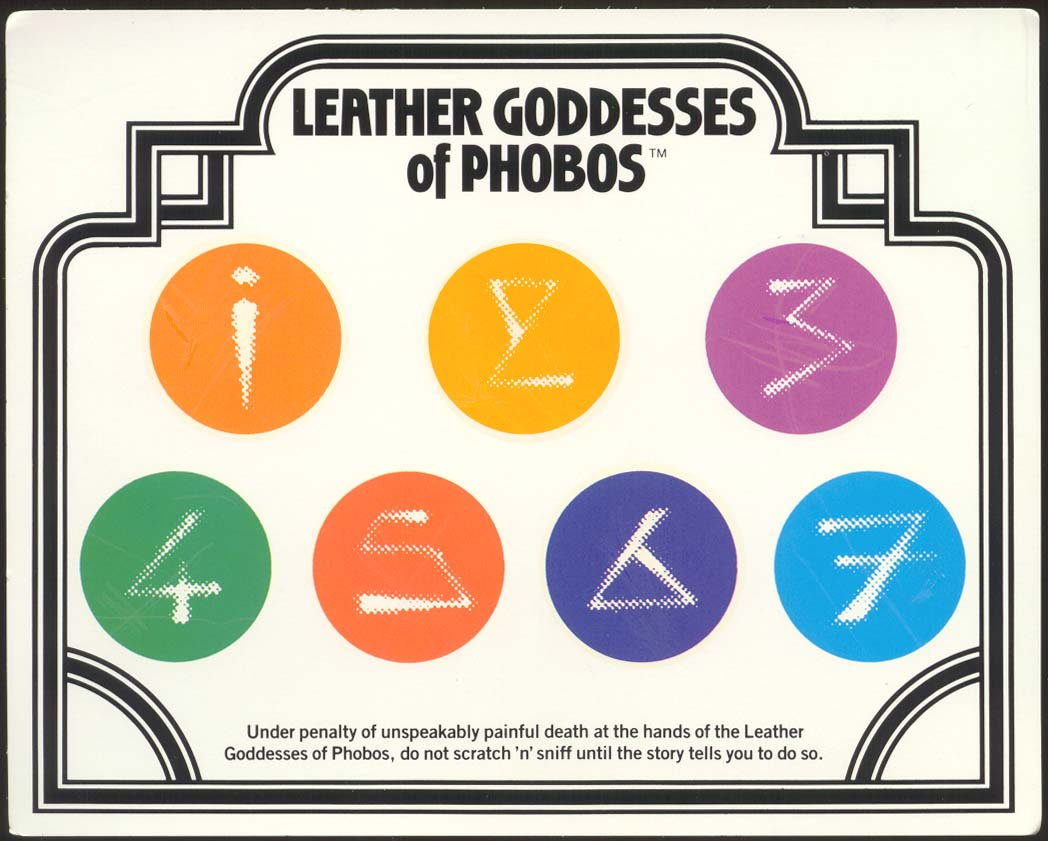 LEATHER GODDESSES
of PHOBOS™
1 2 3
4 5 6 7
Under penalty of unspeakably painful death at the hands of the Leather
Goddesses of Phobos, do not scratch 'n' sniff until the story tells you to do so.